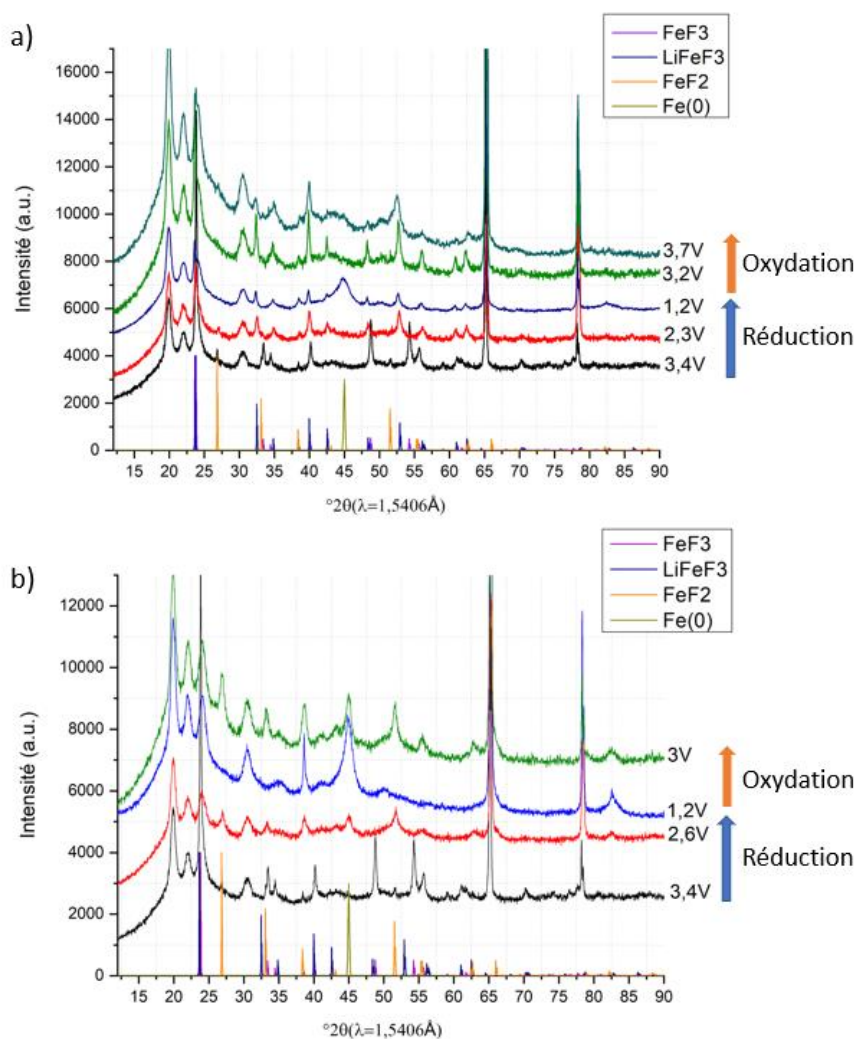 a)
FeF3
LiFeF3
FeF2
Fe(0)
Intensité (a.u.)
16000
14000
12000
10000
8000
6000
4000
2000
0
3,7V
3,2V
1,2V
2,3V
3,4V
Oxydation
Réduction
20 25 30 35 40 45 50 55 60 65 70 75 80 85 90
°2θ(λ=1,5406Å)
b)
FeF3
LiFeF3
FeF2
Fe(0)
Intensité (a.u.)
12000
10000
8000
6000
4000
2000
0
3V
1,2V
2,6V
3,4V
Oxydation
Réduction
15 20 25 30 35 40 45 50 55 60 65 70 75 80 85 90
°2θ(λ=1,5406Å)